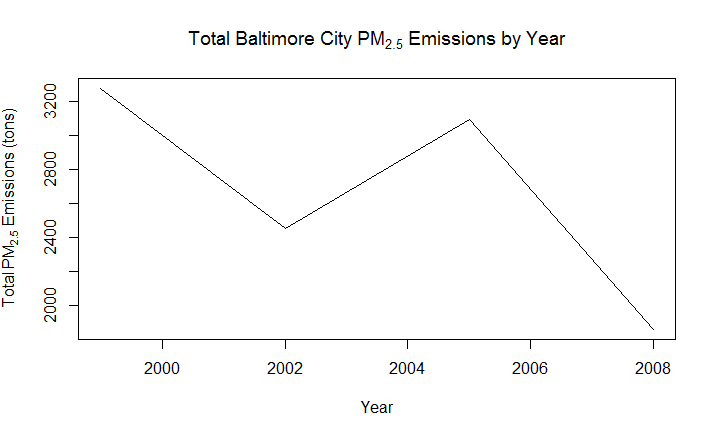 Total Baltimore City PM2.5 Emissions by Year
Total PM2.5 Emissions (tons)
3200
2800
2400
2000
2000 2002 2004 2006 2008
Year